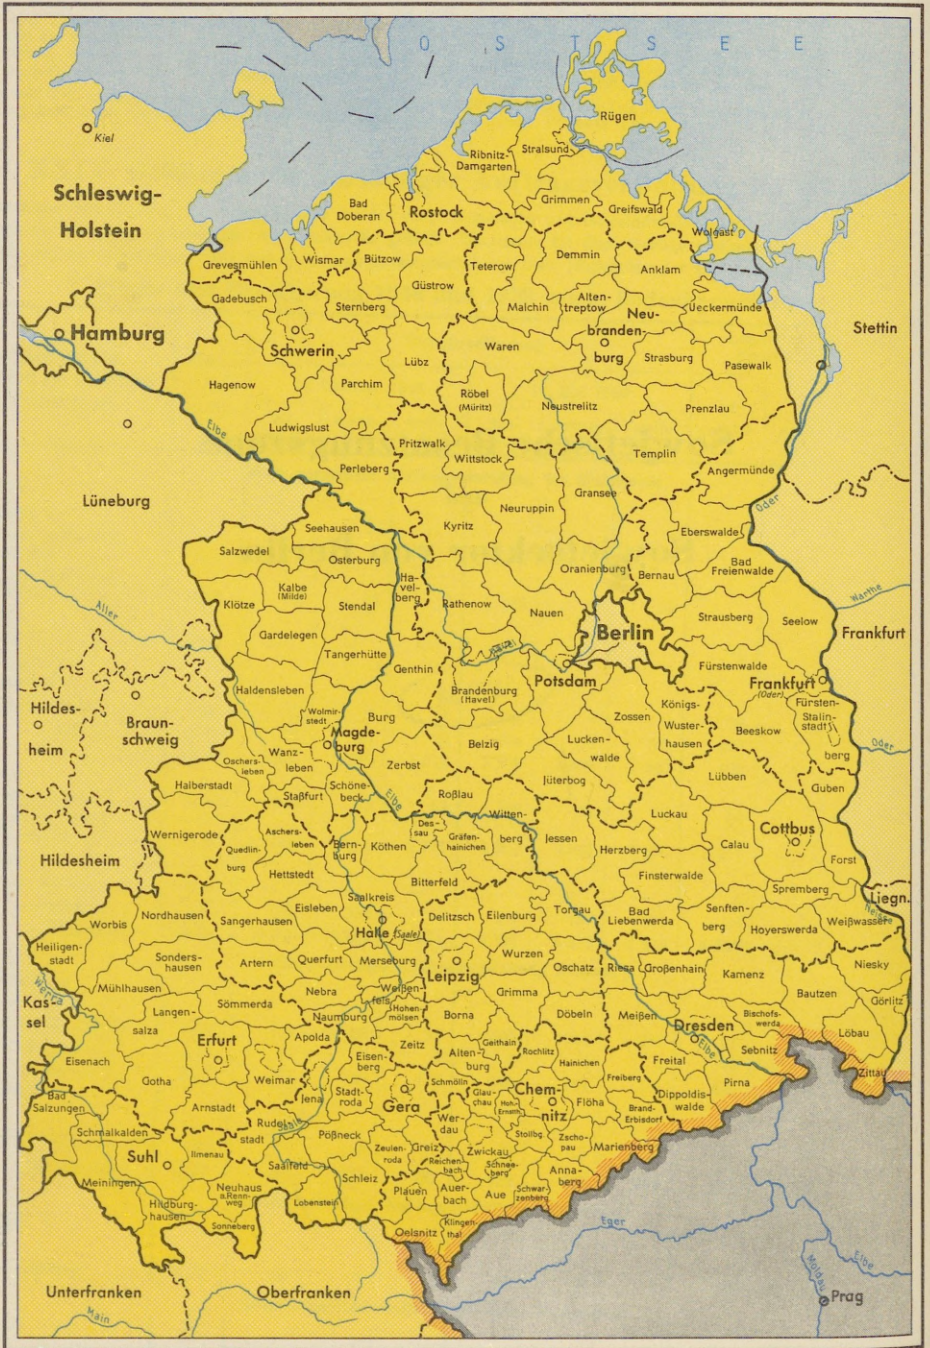 O S T S E E
Kiel
Rügen
Schleswig-
Holstein
Stralsund
Ribnitz-
Damgarten
Grimmen
Greifswald
Wolgast
Bad
Doberan
Rostock
Grevesmühlen
Wismar
Bützow
Güstrow
Teterow
Demmin
Anklam
Gadebusch
Sternberg
Malchin
Alten-
treptow
Ueckermünde
Neu-
branden-
burg
Hamburg
Schwerin
Stettin
Waren
Strasburg
Pasewalk
Lübz
Hagenow
Parchim
Röbel
(Müritz)
Neustrelitz
Prenzlau
Ludwigslust
Elbe
Pritzwalk
Wittstock
Templin
Angermünde
Perleberg
Gransee
Lüneburg
Neuruppin
Oder
Seehausen
Kyritz
Eberswalde
Salzwedel
Osterburg
Oranienburg
Bernau
Bad
Freienwalde
Kalbe
(Milde)
Ha-
vel-
berg
Klötze
Stendal
Rathenow
Nauen
Aller
Warthe
Strausberg
Seelow
Gardelegen
Berlin
Frankfurt
Tangerhütte
Havel
Genthin
Fürstenwalde
Potsdam
Frankfurt
(Oder)
Haldensleben
Brandenburg
(Havel)
Hildes-
heim
Braun-
schweig
Wolmir-
stedt
Burg
Zossen
Königs-
Wuster-
hausen
Fürsten-
Stalin-
stadt
berg
Beeskow
Magde-
burg
Belzig
Lucken-
walde
Oder
Oschers-
leben
Wanz-
leben
Zerbst
Halberstadt
Staßfurt
Schöne-
beck
Elbe
Roßlau
Jüterbog
Lübben
Guben
Witten-
berg
Luckau
Wernigerode
Aschers-
leben
Des-
sau
Gräfen-
hainichen
Jessen
Cottbus
Hildesheim
Quedlin-
burg
Bern-
burg
Köthen
Herzberg
Calau
Forst
Hettstedt
Bitterfeld
Finsterwalde
Spremberg
Liegn.
Worbis
Nordhausen
Sangerhausen
Eisleben
Saalkreis
Halle (Saale)
Delitzsch
Eilenburg
Torgau
Bad
Liebenwerda
Senften-
berg
Hoyerswerda
Weißwasser
Neisse
Heiligen-
stadt
Sonders-
hausen
Artern
Querfurt
Merseburg
Leipzig
Wurzen
Oschatz
Riesa
Großenhain
Kamenz
Niesky
Mühlhausen
Werra
Kas-
sel
Nebra
Weißen-
fels
Hohen
mölsen
Grimma
Bautzen
Görlitz
Langen-
salza
Sömmerda
Naumburg
Borna
Döbeln
Meißen
Dresden
Bischofs-
werda
Erfurt
Apolda
Zeitz
Geithain
Rochlitz
Elbe
Sebnitz
Löbau
Eisenach
Eisen-
berg
Alten-
burg
Hainichen
Freital
Zittau
Gotha
Weimar
Jena
Stadt-
roda
Gera
Schmölln
Glau-
chau
Hoh.-
Ernstth.
Chem-
nitz
Flöha
Freiberg
Pirna
Dippoldis-
walde
Bad
Salzungen
Arnstadt
Brand-
Erbisdorf
Schmalkalden
Rudol-
stadt
Saale
Pößneck
Wer-
dau
Stollbg.
Zscho-
pau
Marienberg
Suhl
Ilmenau
Saalfeld
Zeulen-
roda
Greiz
Reichen-
bach
Zwickau
Schnee-
berg
Anna-
berg
Meiningen
Neuhaus
a.Renn-
weg
Schleiz
Lobenstein
Plauen
Auer-
bach
Aue
Schwar-
zenberg
Hildburg-
hausen
Sonneberg
Oelsnitz
Klingen-
thal
Eger
Unterfranken
Oberfranken
Main
Moldau
Elbe
Prag